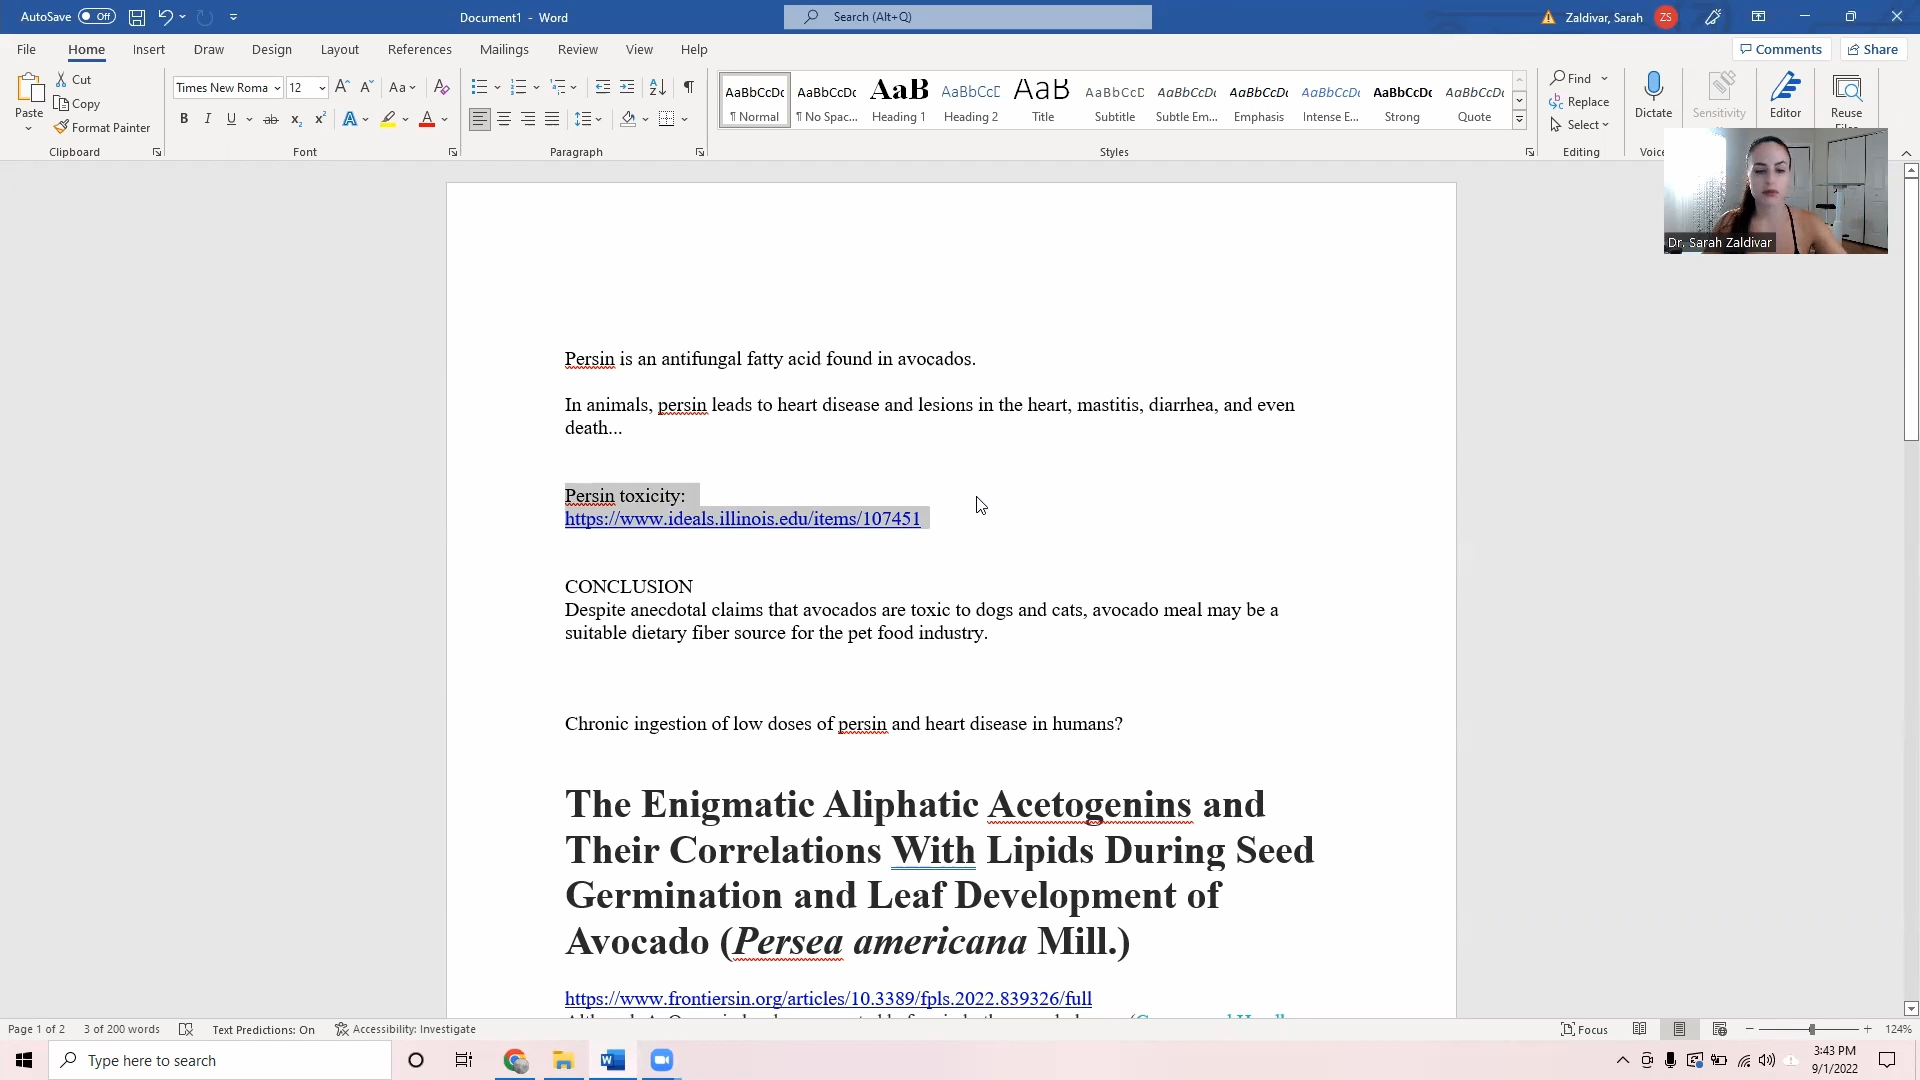 AutoSave Off Document1 - Word Search (Alt+Q) Zaldivar, Sarah ZS
File Home Insert Draw Design Layout References Mailings Review View Help Comments Share
Paste Cut Copy Format Painter Clipboard
Times New Roma 12 Font
Paragraph
AaBbCcDc AaBbCcDc AaB AaBbCcD AaB AaBbCcD AaBbCcDc AaBbCcDc AaBbCcDc AaBbCcDc AaBbCcDc
¶ Normal ¶ No Spac... Heading 1 Heading 2 Title Subtitle Subtle Em... Emphasis Intense E... Strong Quote
Styles
Find Replace Select Editing
Dictate Sensitivity Editor Reuse
Dr. Sarah Zaldivar
Persin is an antifungal fatty acid found in avocados.
In animals, persin leads to heart disease and lesions in the heart, mastitis, diarrhea, and even
death...
Persin toxicity:
https://www.ideals.illinois.edu/items/107451
CONCLUSION
Despite anecdotal claims that avocados are toxic to dogs and cats, avocado meal may be a
suitable dietary fiber source for the pet food industry.
Chronic ingestion of low doses of persin and heart disease in humans?
The Enigmatic Aliphatic Acetogenins and
Their Correlations With Lipids During Seed
Germination and Leaf Development of
Avocado (Persea americana Mill.)
https://www.frontiersin.org/articles/10.3389/fpls.2022.839326/full
Page 1 of 2 3 of 200 words Text Predictions: On Accessibility: Investigate Focus 124%
Type here to search
3:43 PM
9/1/2022